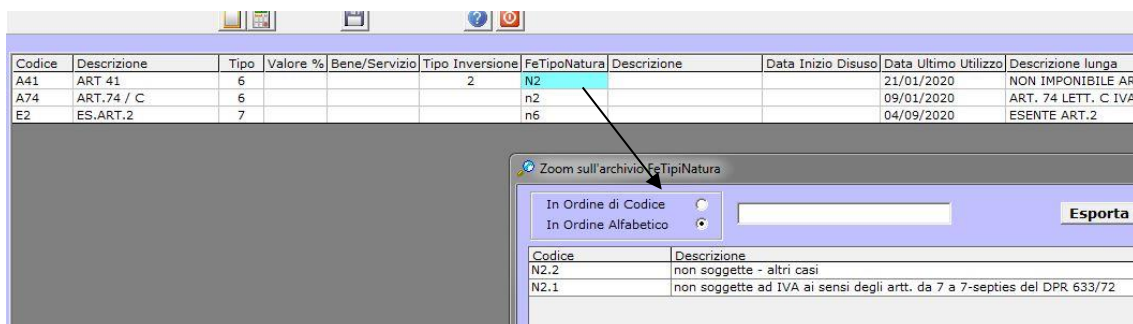 Codice Descrizione Tipo Valore % Bene/Servizio Tipo Inversione FeTipoNatura Descrizione Data Inizio Disuso Data Ultimo Utilizzo Descrizione lunga
A41 ART 41 6 2 N2 21/01/2020 NON IMPONIBILE AR
A74 ART.74 / C 6 n2 09/01/2020 ART. 74 LETT. C IVA
E2 ES.ART.2 7 n6 04/09/2020 ESENTE ART.2
Zoom sull'archivio FeTipiNatura
In Ordine di Codice
In Ordine Alfabetico
Esporta
Codice Descrizione
N2.2 non soggette - altri casi
N2.1 non soggette ad IVA ai sensi degli artt. da 7 a 7-septies del DPR 633/72